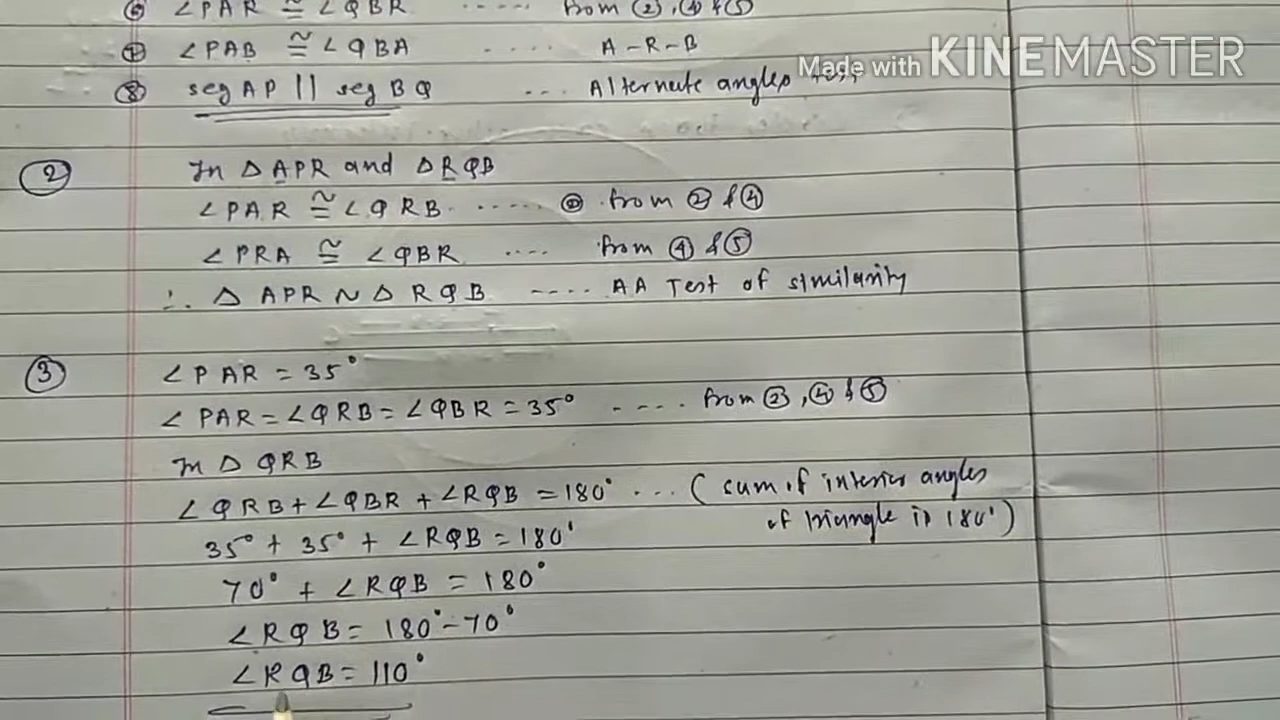 ⑥ ∠PAR ≅ ∠QBR ..... from ②,④ & ⑤
⑦ ∠PAB ≅ ∠QBA .... A-R-B
Made with KINEMASTER
⑧ seg AP || seg BQ ... Alternate angles test
② In △APR and △RQB
∠PAR ≅ ∠QRB ..... from ② & ④
∠PRA ≅ ∠QBR .... from ④ & ⑤
∴ △ APR ~ △ RQB .... AA Test of similarity
③ ∠PAR = 35°
∠PAR = ∠QRB = ∠QBR = 35° .... from ②,④ & ⑤
In △ QRB
∠QRB + ∠QBR + ∠RQB = 180° ... (sum of interior angles
of triangle is 180°)
35° + 35° + ∠RQB = 180°
70° + ∠RQB = 180°
∠RQB = 180° - 70°
∠RQB = 110°